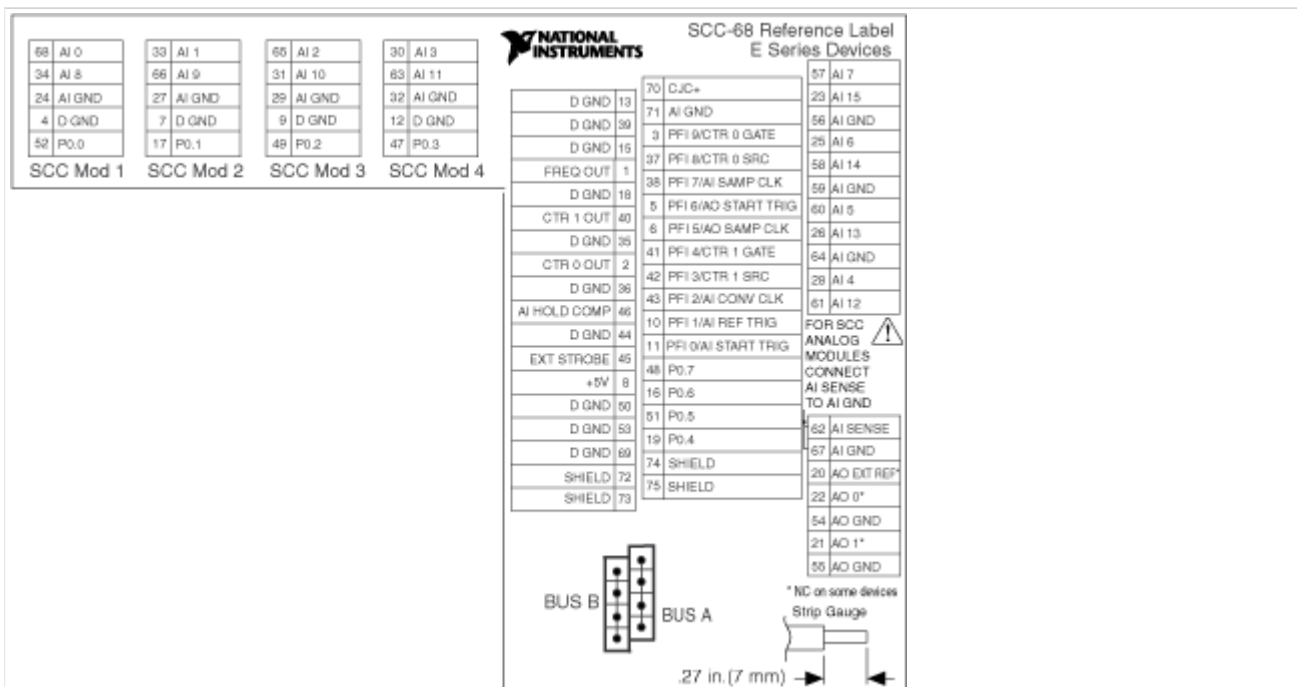 SCC-68 Reference Label
E Series Devices
NATIONAL
INSTRUMENTS
68 AI 0
34 AI 8
24 AI GND
4 D GND
52 P0.0
SCC Mod 1
33 AI 1
66 AI 9
27 AI GND
7 D GND
17 P0.1
SCC Mod 2
65 AI 2
31 AI 10
29 AI GND
9 D GND
49 P0.2
SCC Mod 3
30 AI 3
63 AI 11
32 AI GND
12 D GND
47 P0.3
SCC Mod 4
D GND 13
D GND 39
D GND 15
FREQ OUT 1
D GND 18
CTR 1 OUT 40
D GND 35
CTR 0 OUT 2
D GND 36
AI HOLD COMP 46
D GND 44
EXT STROBE 45
+5V 8
D GND 50
D GND 53
D GND 69
SHIELD 72
SHIELD 73
70 CJC+
71 AI GND
3 PFI 9/CTR 0 GATE
37 PFI 8/CTR 0 SRC
38 PFI 7/AI SAMP CLK
5 PFI 6/AO START TRIG
6 PFI 5/AO SAMP CLK
41 PFI 4/CTR 1 GATE
42 PFI 3/CTR 1 SRC
43 PFI 2/AI CONV CLK
10 PFI 1/AI REF TRIG
11 PFI 0/AI START TRIG
48 P0.7
16 P0.6
51 P0.5
19 P0.4
74 SHIELD
75 SHIELD
57 AI 7
23 AI 15
56 AI GND
25 AI 6
58 AI 14
59 AI GND
60 AI 5
26 AI 13
64 AI GND
28 AI 4
61 AI 12
FOR SCC
ANALOG
MODULES
CONNECT
AI SENSE
TO AI GND
62 AI SENSE
67 AI GND
20 AO EXT REF*
22 AO 0*
54 AO GND
21 AO 1*
55 AO GND
* NC on some devices
BUS B
BUS A
Strip Gauge
.27 in.(7 mm)